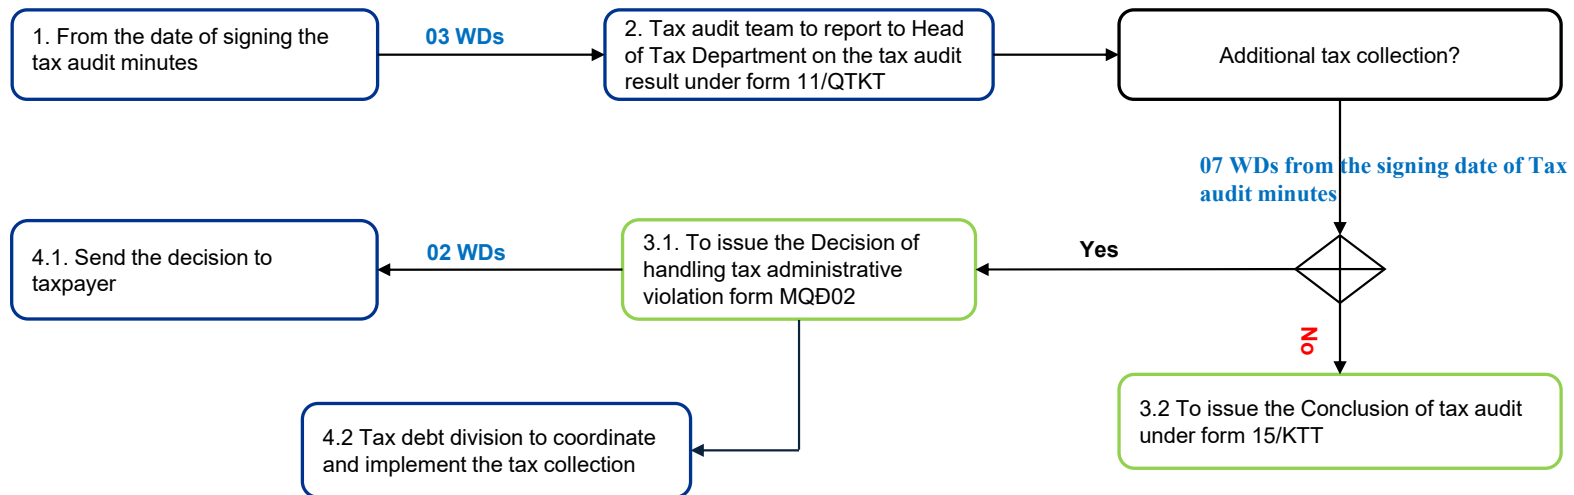 1. From the date of signing the
tax audit minutes
03 WDs
2. Tax audit team to report to Head
of Tax Department on the tax audit
result under form 11/QTKT
Additional tax collection?
07 WDs from the signing date of Tax
audit minutes
4.1. Send the decision to
taxpayer
02 WDs
3.1. To issue the Decision of
handling tax administrative
violation form MQĐ02
Yes
No
4.2 Tax debt division to coordinate
and implement the tax collection
3.2 To issue the Conclusion of tax audit
under form 15/KTT